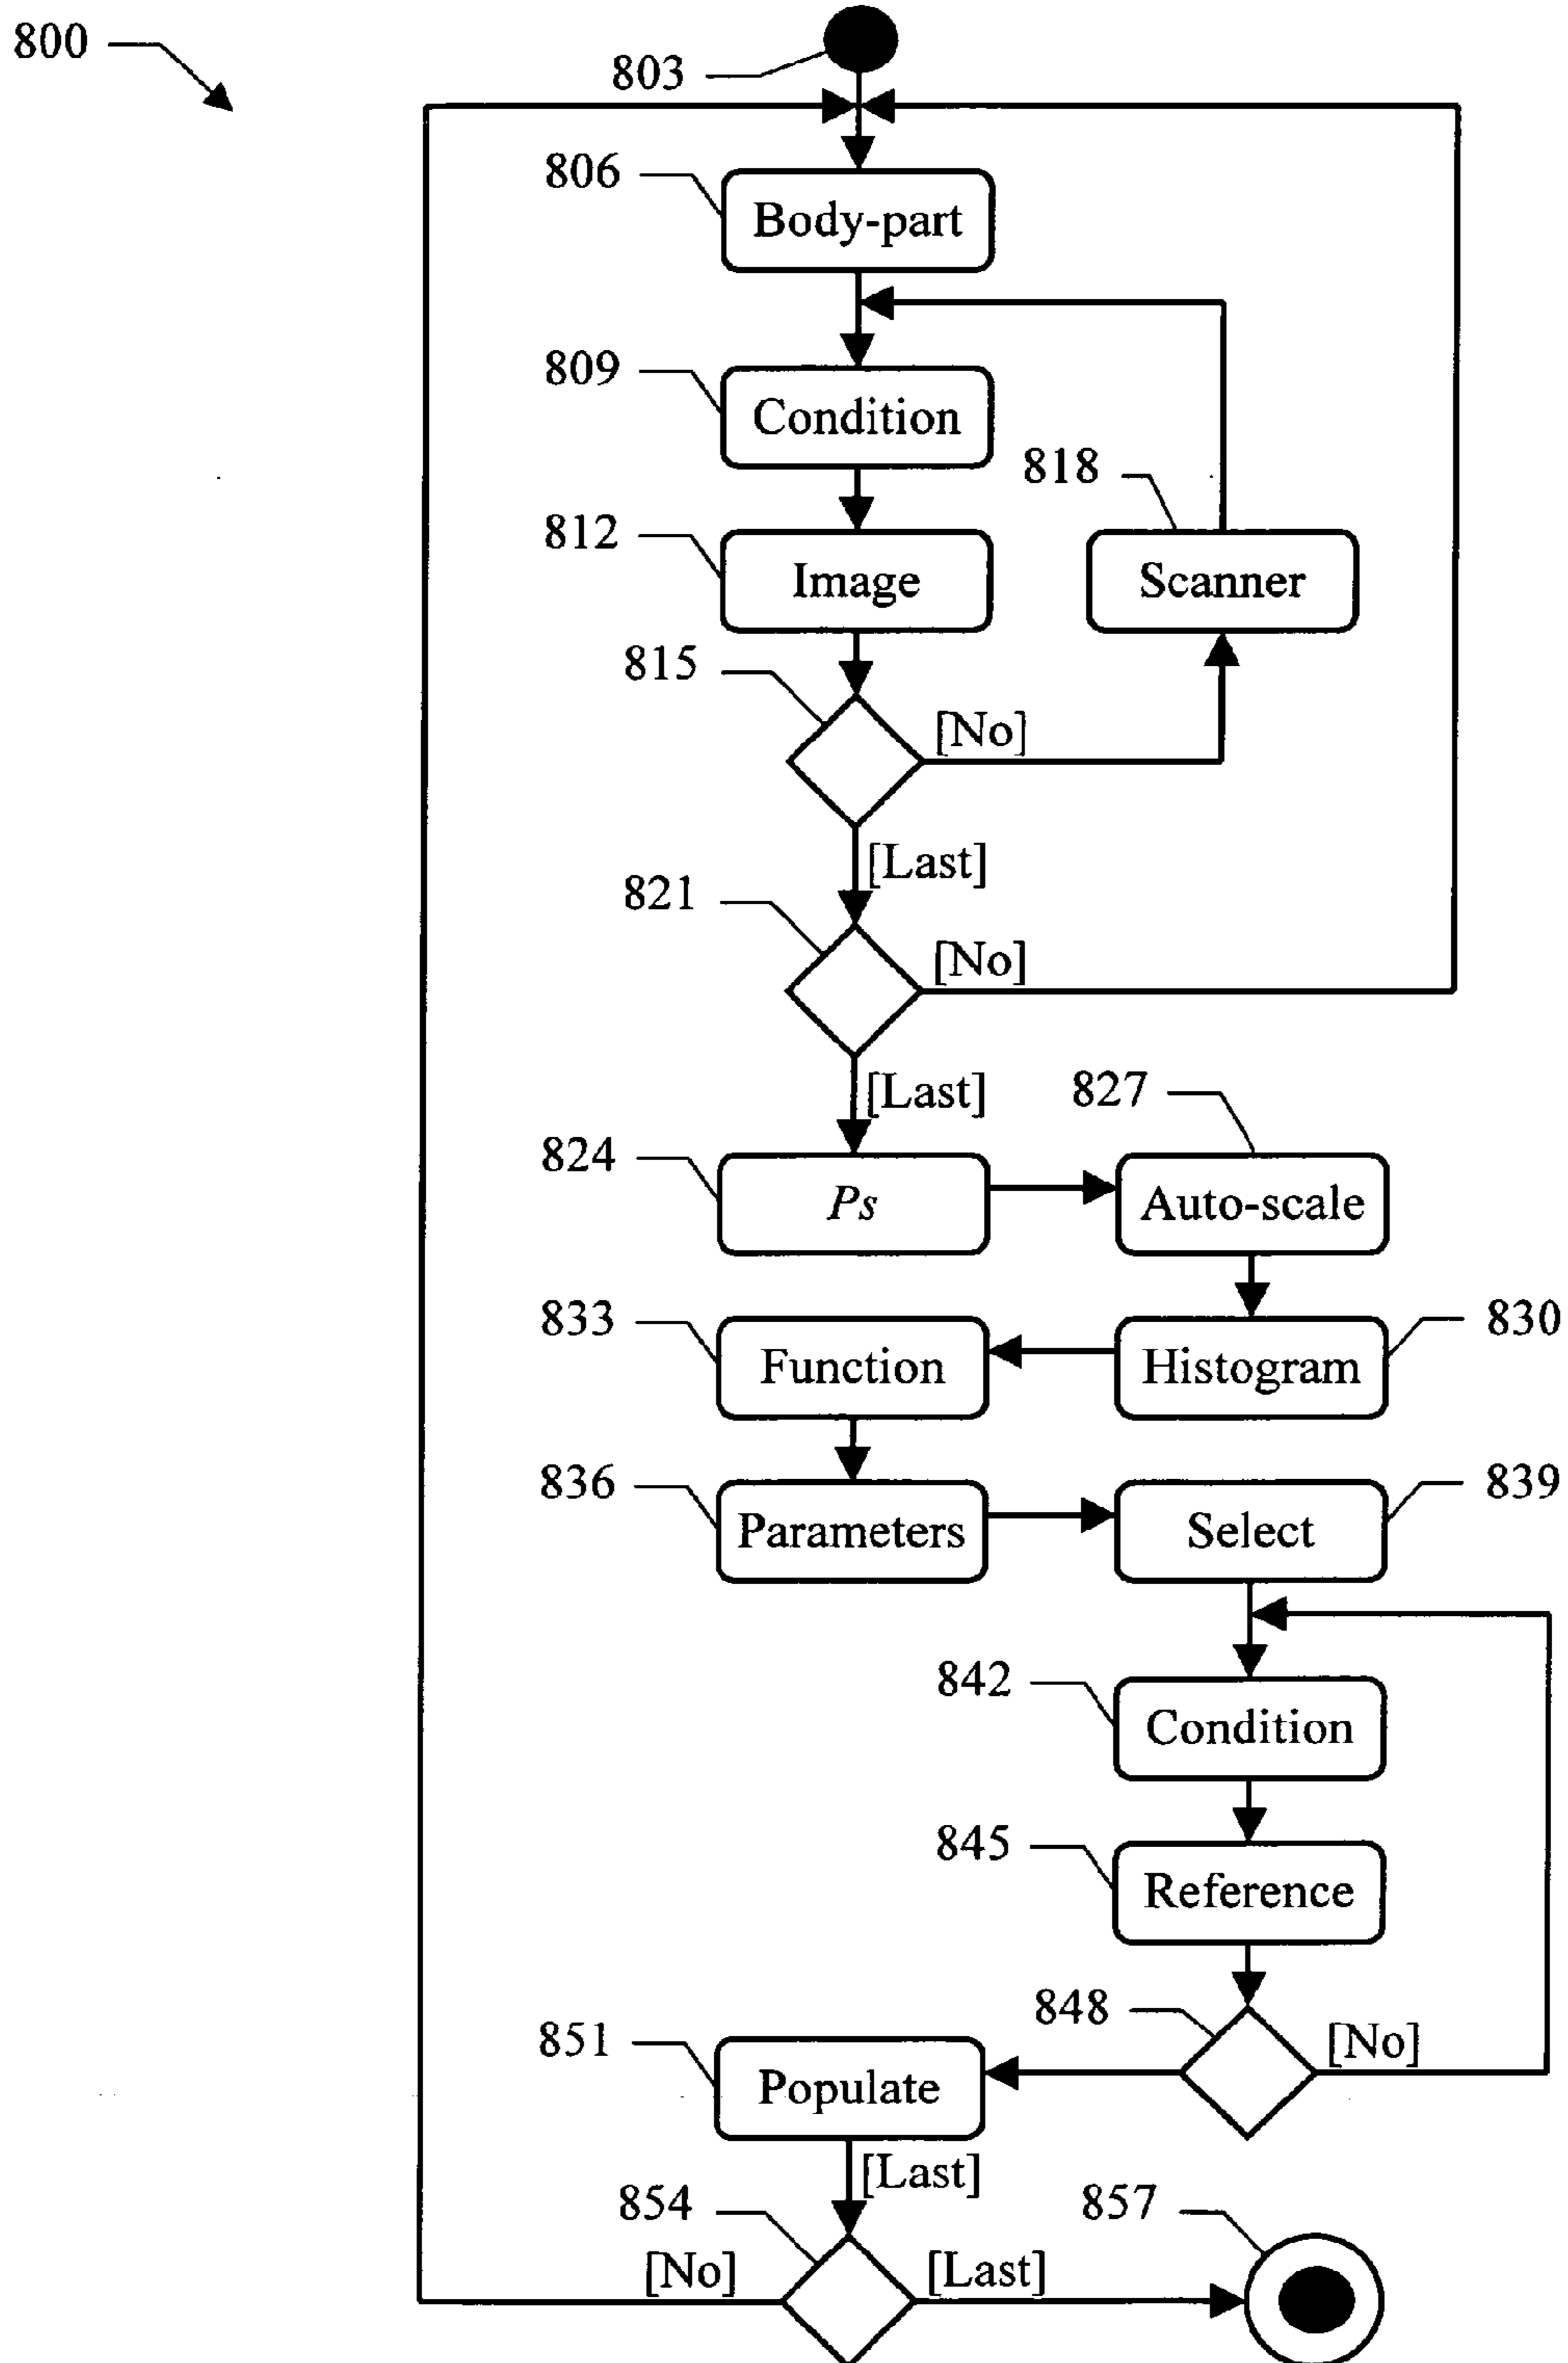 800
803
806
Body-part
809
Condition
818
812
Image
Scanner
815
[No]
[Last]
821
[No]
[Last]
827
824
Ps
Auto-scale
833
830
Function
Histogram
836
839
Parameters
Select
842
Condition
845
Reference
848
851
[No]
Populate
[Last]
854
857
[No]
[Last]